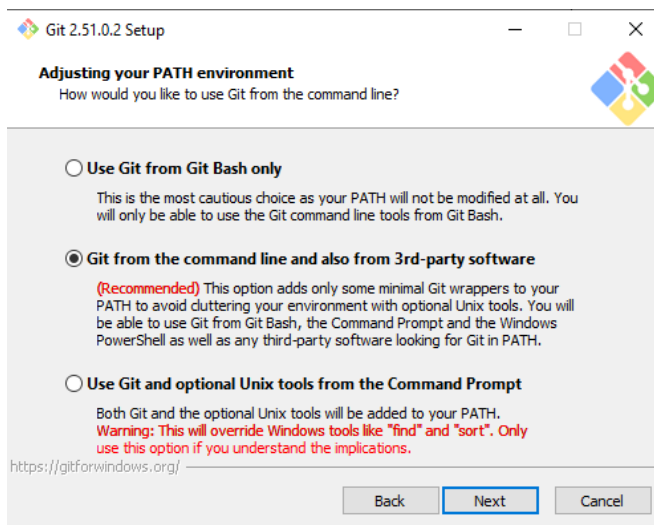 Git 2.51.0.2 Setup
Adjusting your PATH environment
How would you like to use Git from the command line?
Use Git from Git Bash only
This is the most cautious choice as your PATH will not be modified at all. You
will only be able to use the Git command line tools from Git Bash.
Git from the command line and also from 3rd-party software
(Recommended) This option adds only some minimal Git wrappers to your
PATH to avoid cluttering your environment with optional Unix tools. You will
be able to use Git from Git Bash, the Command Prompt and the Windows
PowerShell as well as any third-party software looking for Git in PATH.
Use Git and optional Unix tools from the Command Prompt
Both Git and the optional Unix tools will be added to your PATH.
Warning: This will override Windows tools like "find" and "sort". Only
use this option if you understand the implications.
https://gitforwindows.org/
Back Next Cancel